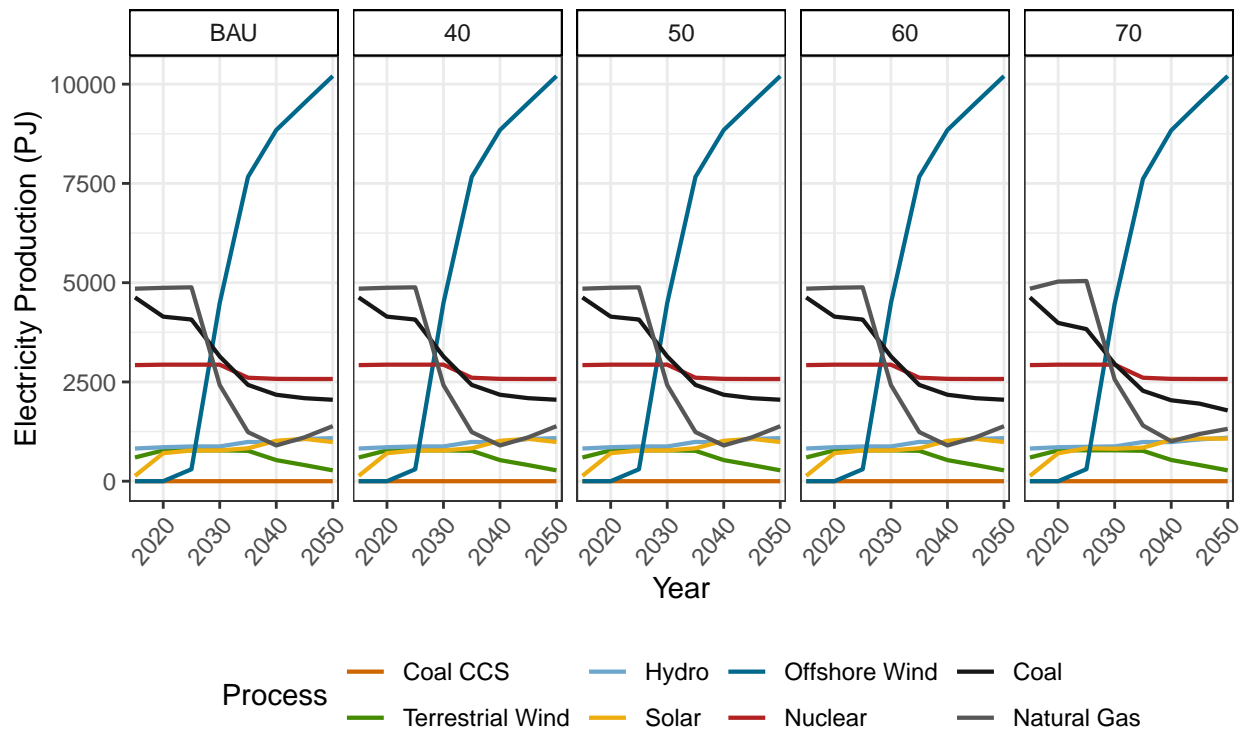 BAU 40 50 60 70
Electricity Production (PJ)
10000
7500
5000
2500
0
2020 2030 2040 2050 2020 2030 2040 2050 2020 2030 2040 2050 2020 2030 2040 2050 2020 2030 2040 2050
Year
Process
Coal CCS Hydro Offshore Wind Coal
Terrestrial Wind Solar Nuclear Natural Gas